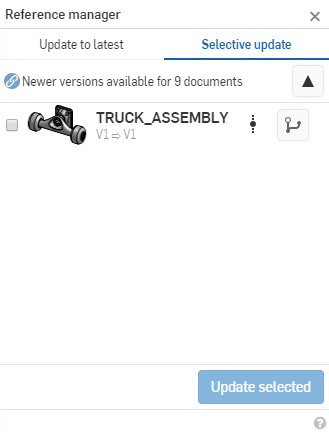 Reference manager
Update to latest
Selective update
Newer versions available for 9 documents
TRUCK_ASSEMBLY
V1 ⇨ V1
Update selected